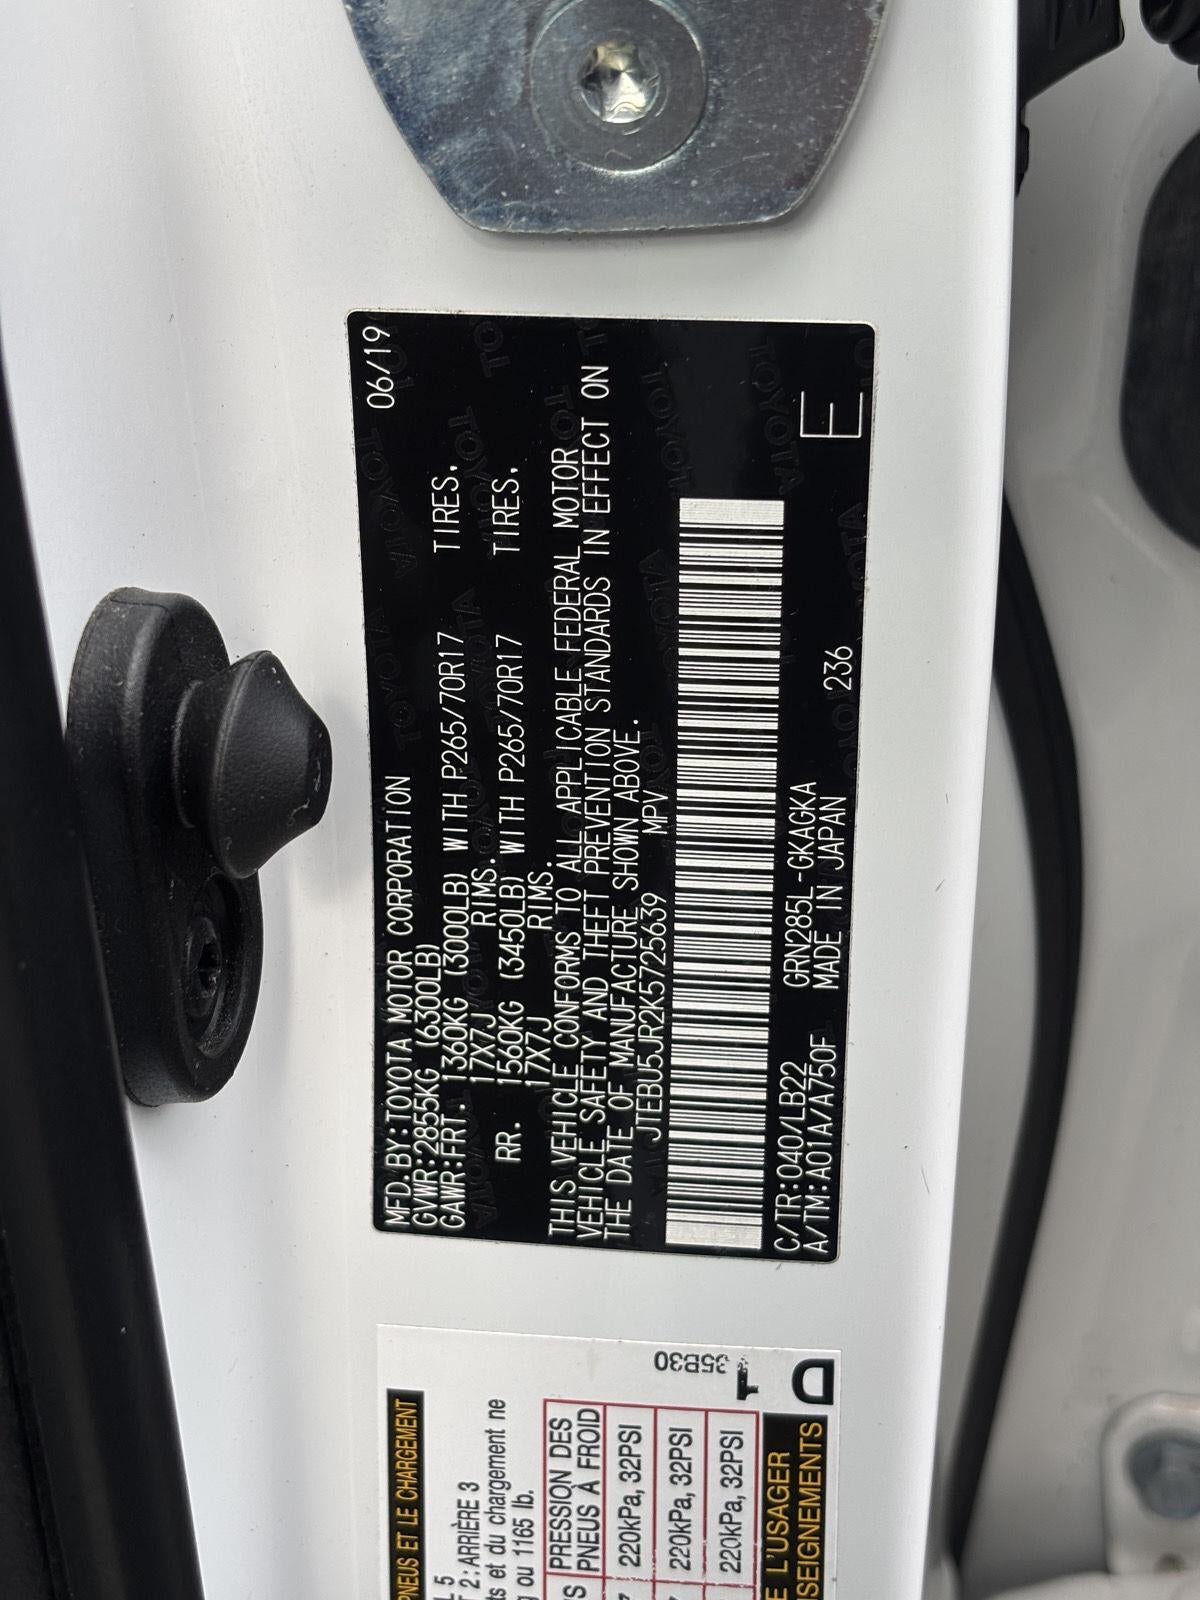 MFD.BY:TOYOTA MOTOR CORPORATION 06/19
GVWR:2855KG (6300LB)
GAWR:FRT. 1360KG (3000LB) WITH P265/70R17 TIRES.
17X7J RIMS.
RR. 1560KG (3450LB) WITH P265/70R17 TIRES.
17X7J RIMS.
THIS VEHICLE CONFORMS TO ALL APPLICABLE FEDERAL MOTOR
VEHICLE SAFETY AND THEFT PREVENTION STANDARDS IN EFFECT ON
THE DATE OF MANUFACTURE SHOWN ABOVE.
JTEBU5JR2K5725639 MPV
C/TR:040/LB22 GRN285L-GKAGKA
A/TM:A01A/A750F MADE IN JAPAN 236 E
PNEUS ET LE CHARGEMENT
5
2:ARRIÈRE 3
et du chargement ne
ou 1165 lb.
PRESSION DES
PNEUS À FROID
220kPa, 32PSI
220kPa, 32PSI
220kPa, 32PSI
L'USAGER
35B30
D